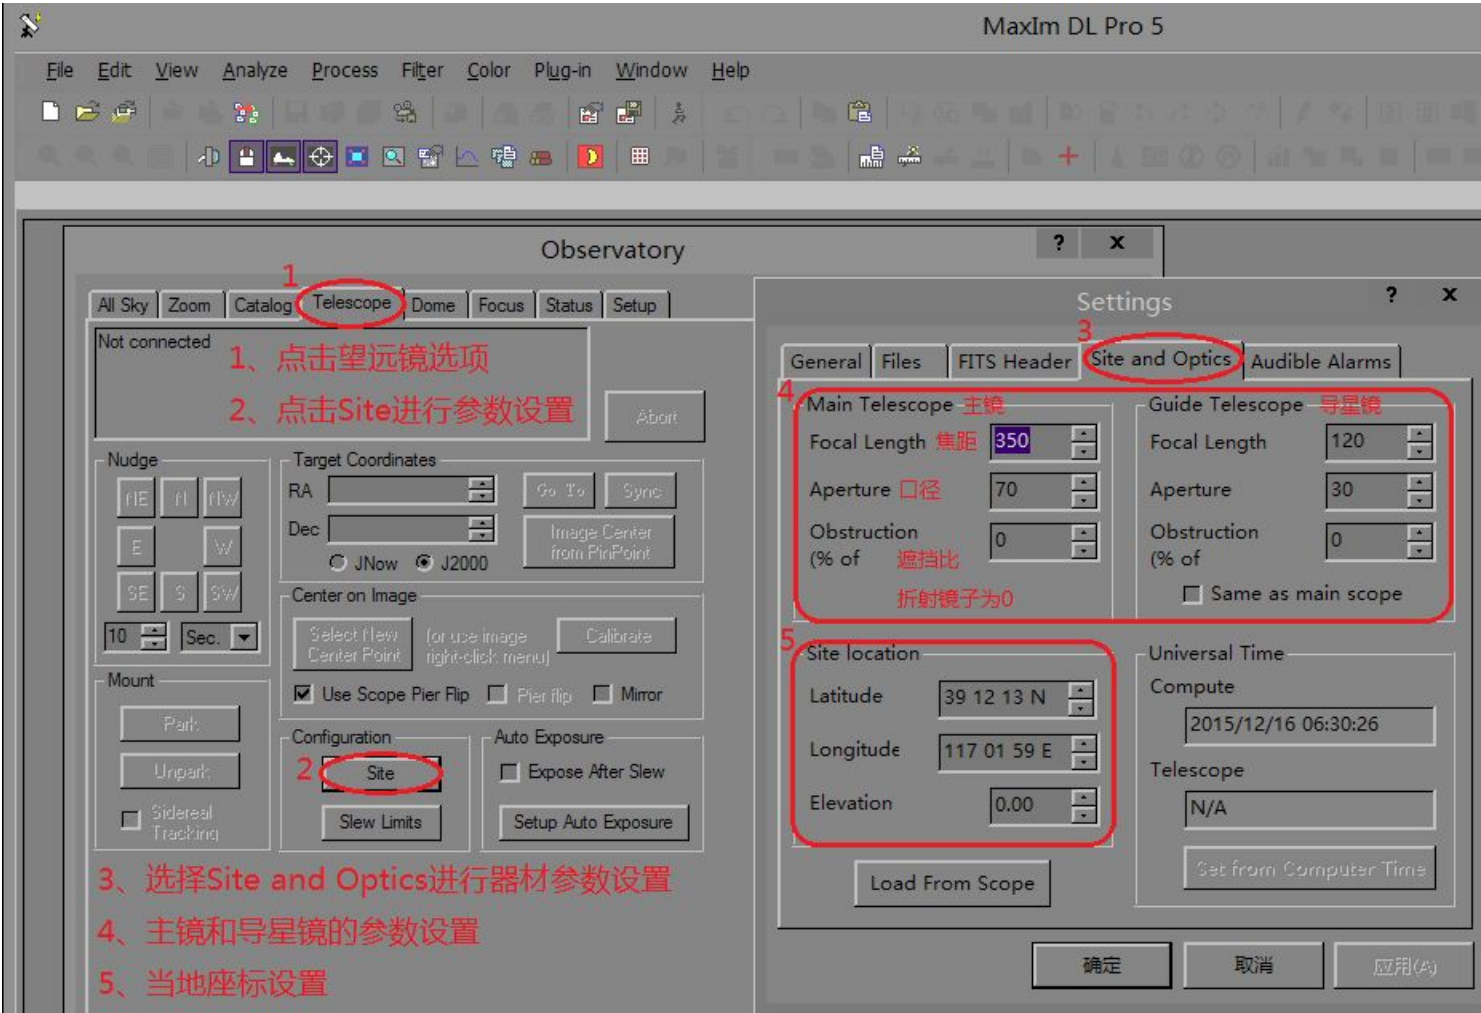 MaxIm DL Pro 5
File Edit View Analyze Process Filter Color Plug-in Window Help
Observatory ? x
1
All Sky Zoom Catalog Telescope Dome Focus Status Setup
Not connected
1、点击望远镜选项
2、点击Site进行参数设置
Abort
Nudge
NE N NW
E W
SE S SW
10 Sec.
Target Coordinates
RA Go To Sync
Dec Image Center from PinPoint
JNow J2000
Center on Image
Select New Center Point (or use image right-click menu) Calibrate
Use Scope Pier Flip Pier flip Mirror
Mount
Park
Unpark
Sidereal Tracking
Configuration
2 Site
Slew Limits
Auto Exposure
Expose After Slew
Setup Auto Exposure
3、选择Site and Optics进行器材参数设置
4、主镜和导星镜的参数设置
5、当地座标设置
Settings ? x
3
General Files FITS Header Site and Optics Audible Alarms
4
Main Telescope 主镜
Focal Length 焦距 350
Aperture 口径 70
Obstruction 0
(% of 遮挡比
折射镜子为0
Guide Telescope 导星镜
Focal Length 120
Aperture 30
Obstruction 0
(% of
Same as main scope
5
Site location
Latitude 39 12 13 N
Longitude 117 01 59 E
Elevation 0.00
Load From Scope
Universal Time
Compute
2015/12/16 06:30:26
Telescope
N/A
Set from Computer Time
确定 取消 应用(A)